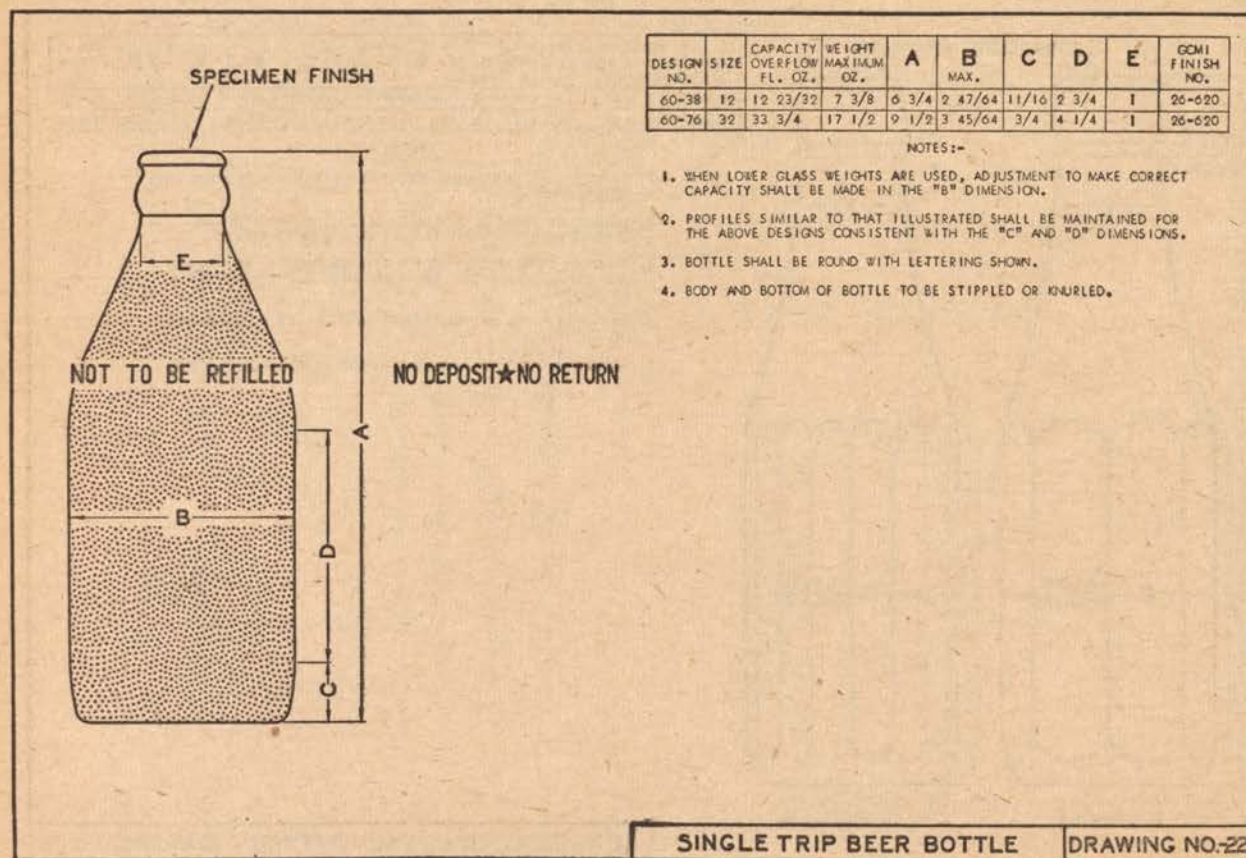 SPECIMEN FINISH
E
NOT TO BE REFILLED
NO DEPOSIT★NO RETURN
A
B
D
C
DESIGN NO. SIZE CAPACITY OVERFLOW FL. OZ. WEIGHT MAXIMUM OZ. A B MAX. C D E GCMI FINISH NO.
60-38 12 12 23/32 7 3/8 6 3/4 2 47/64 11/16 2 3/4 1 26-620
60-76 32 33 3/4 17 1/2 9 1/2 3 45/64 3/4 4 1/4 1 26-620
NOTES:-
1. WHEN LOWER GLASS WEIGHTS ARE USED, ADJUSTMENT TO MAKE CORRECT
CAPACITY SHALL BE MADE IN THE "B" DIMENSION.
2. PROFILES SIMILAR TO THAT ILLUSTRATED SHALL BE MAINTAINED FOR
THE ABOVE DESIGNS CONSISTENT WITH THE "C" AND "D" DIMENSIONS.
3. BOTTLE SHALL BE ROUND WITH LETTERING SHOWN.
4. BODY AND BOTTOM OF BOTTLE TO BE STIPPLED OR KNURLED.
SINGLE TRIP BEER BOTTLE
DRAWING NO.-22